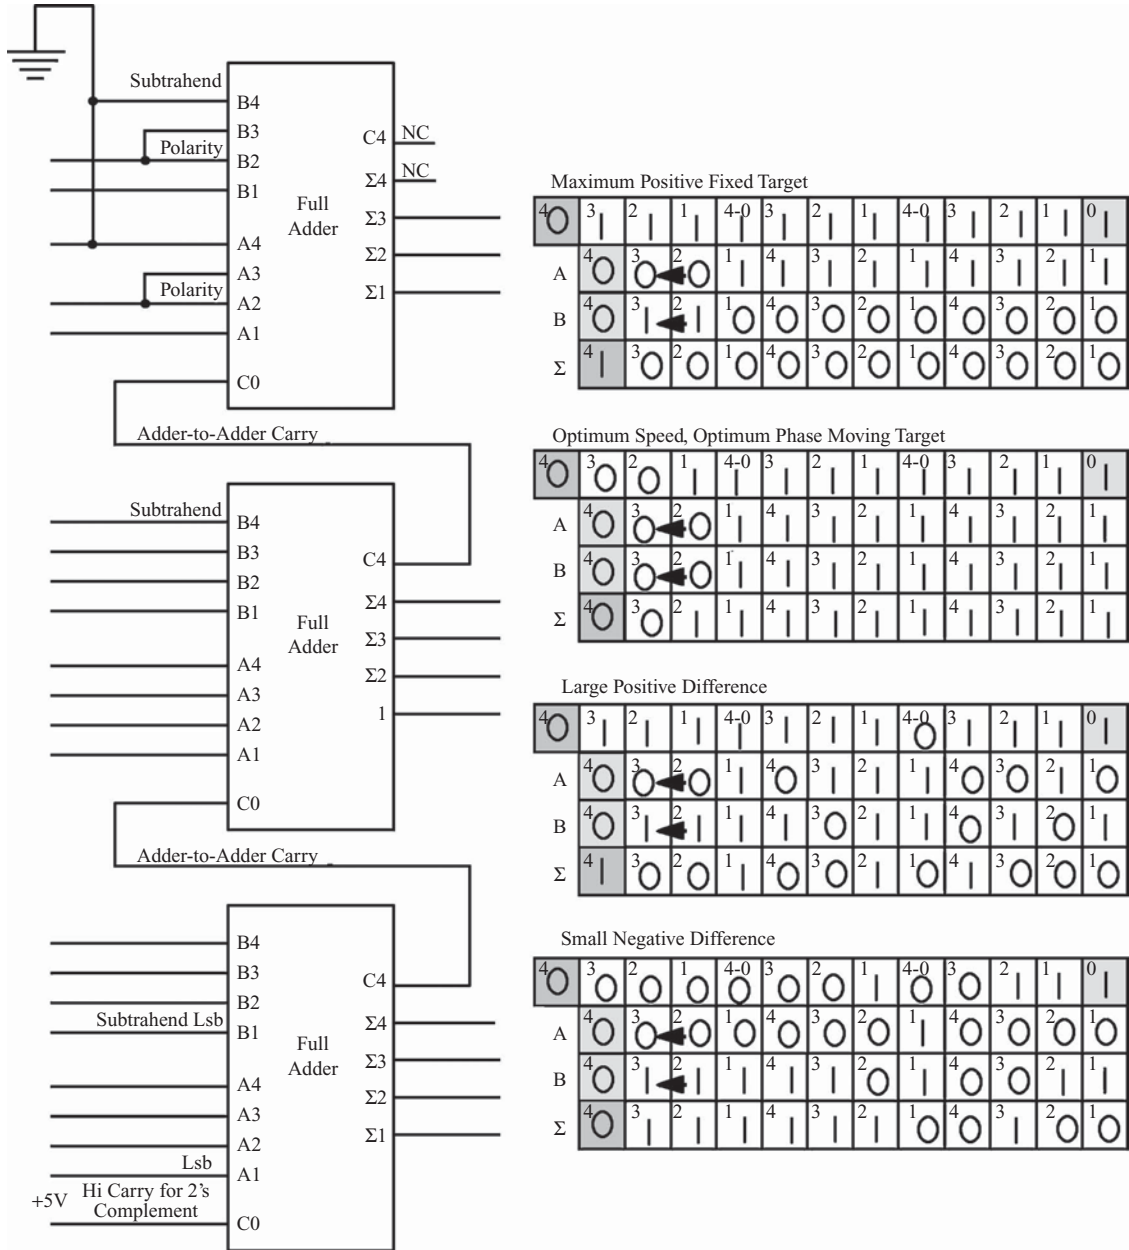 Subtrahend
B4
B3
Polarity
B2
B1
A4
A3
Polarity
A2
A1
C0
Full
Adder
C4 NC
Σ4 NC
Σ3
Σ2
Σ1
Adder-to-Adder Carry
Subtrahend
B4
B3
B2
B1
A4
A3
A2
A1
C0
Full
Adder
C4
Σ4
Σ3
Σ2
1
Adder-to-Adder Carry
B4
B3
B2
Subtrahend Lsb
B1
A4
A3
A2
Lsb
A1
+5V
Hi Carry for 2's
Complement
C0
Full
Adder
C4
Σ4
Σ3
Σ2
Σ1
Maximum Positive Fixed Target
4 O 3 | 2 | 1 | 4-0 | 3 | 2 | 1 | 4-0 | 3 | 2 | 1 | 0 |
A 4 O 3 O 2 O 1 | 4 | 3 | 2 | 1 | 4 | 3 | 2 | 1 |
B 4 O 3 | 2 | 1 O 4 O 3 O 2 O 1 O 4 O 3 O 2 O 1 O
Σ 4 | 3 O 2 O 1 O 4 O 3 O 2 O 1 O 4 O 3 O 2 O 1 O
Optimum Speed, Optimum Phase Moving Target
4 O 3 O 2 O 1 | 4-0 | 3 | 2 | 1 | 4-0 | 3 | 2 | 1 | 0 |
A 4 O 3 O 2 O 1 | 4 | 3 | 2 | 1 | 4 | 3 | 2 | 1 |
B 4 O 3 O 2 O 1 | 4 | 3 | 2 | 1 | 4 | 3 | 2 | 1 |
Σ 4 O 3 O 2 | 1 | 4 | 3 | 2 | 1 | 4 | 3 | 2 | 1 |
Large Positive Difference
4 O 3 | 2 | 1 | 4-0 | 3 | 2 | 1 | 4-0 O 3 | 2 | 1 | 0 |
A 4 O 3 O 2 O 1 | 4 O 3 | 2 | 1 | 4 O 3 O 2 | 1 O
B 4 O 3 | 2 | 1 | 4 | 3 O 2 | 1 | 4 O 3 | 2 O 1 |
Σ 4 | 3 O 2 O 1 | 4 O 3 O 2 | 1 O 4 | 3 O 2 O 1 O
Small Negative Difference
4 O 3 O 2 O 1 O 4-0 O 3 O 2 O 1 | 4-0 O 3 O 2 | 1 | 0 |
A 4 O 3 O 2 O 1 O 4 O 3 O 2 O 1 | 4 O 3 O 2 O 1 O
B 4 O 3 | 2 | 1 | 4 | 3 | 2 O 1 | 4 O 3 O 2 | 1 |
Σ 4 O 3 | 2 | 1 | 4 | 3 | 2 | 1 O 4 O 3 | 2 O 1 O